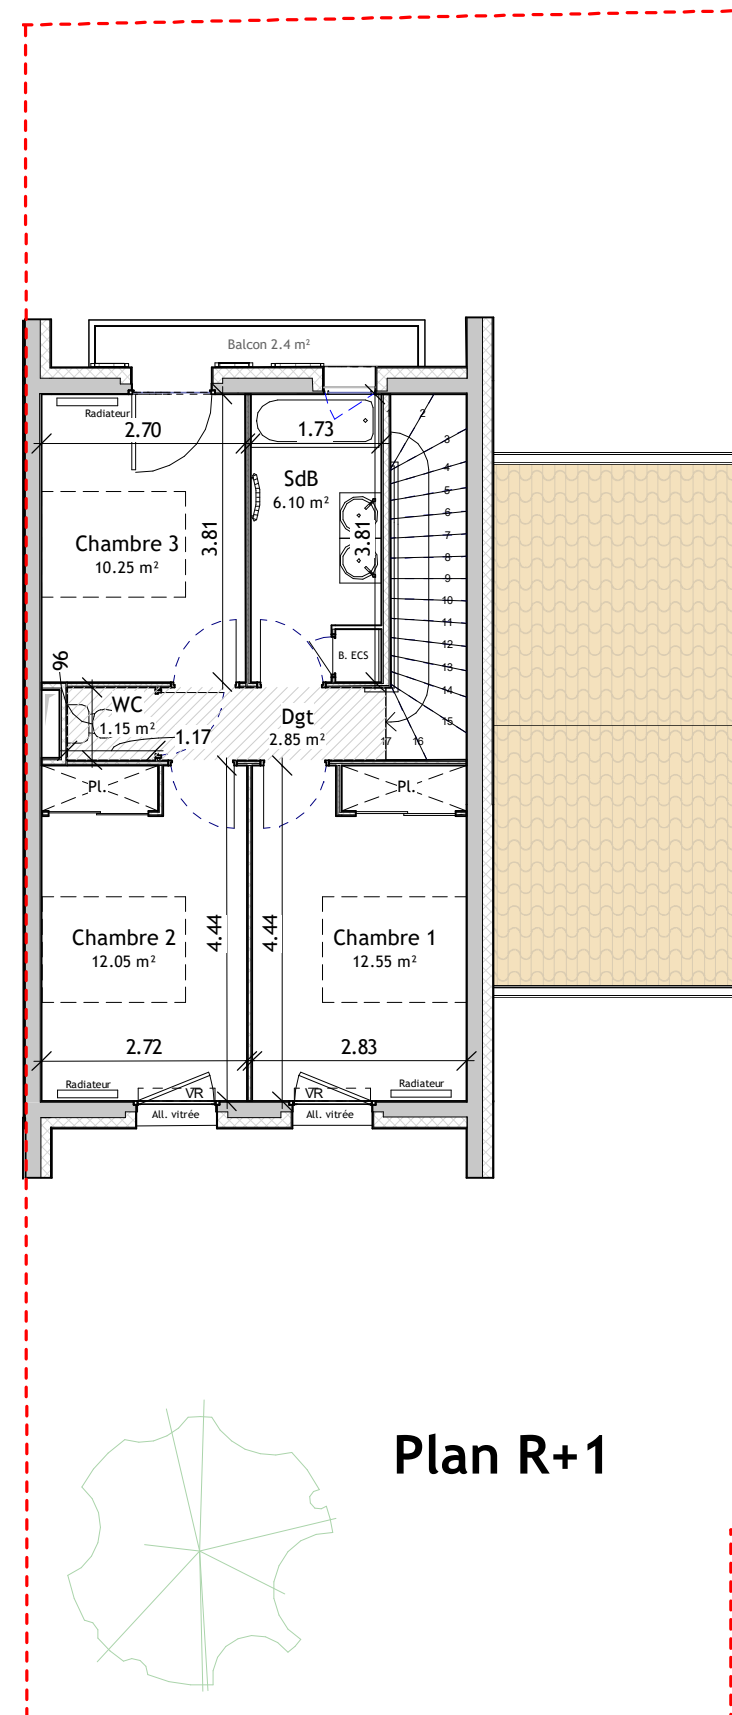 Balcon 2.4 m²
Radiateur
2.70
1.73
1
2
3
4
5
6
7
8
9
10
11
12
13
14
15
16
17
SdB
6.10 m²
3.81
3.81
Chambre 3
10.25 m²
B. ECS
96
WC
1.15 m²
1.17
Dgt
2.85 m²
Pl.
Pl.
4.44
4.44
Chambre 2
12.05 m²
Chambre 1
12.55 m²
2.72
2.83
Radiateur
VR
VR
Radiateur
All. vitrée
All. vitrée
Plan R+1